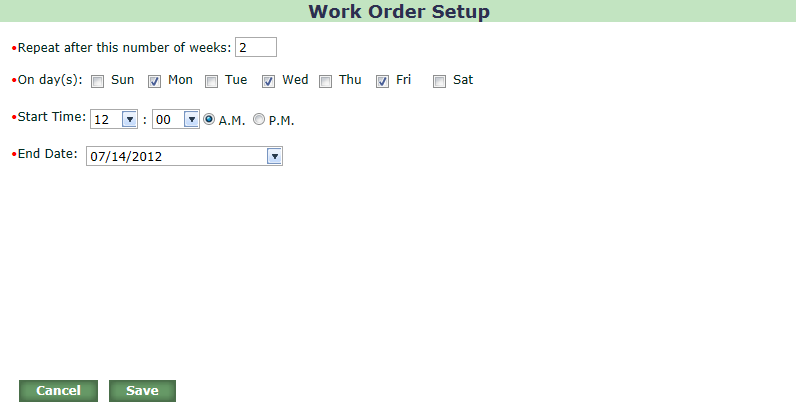 Work Order Setup
•Repeat after this number of weeks: 2
•On day(s): Sun Mon Tue Wed Thu Fri Sat
•Start Time: 12 : 00 A.M. P.M.
•End Date: 07/14/2012
Cancel Save